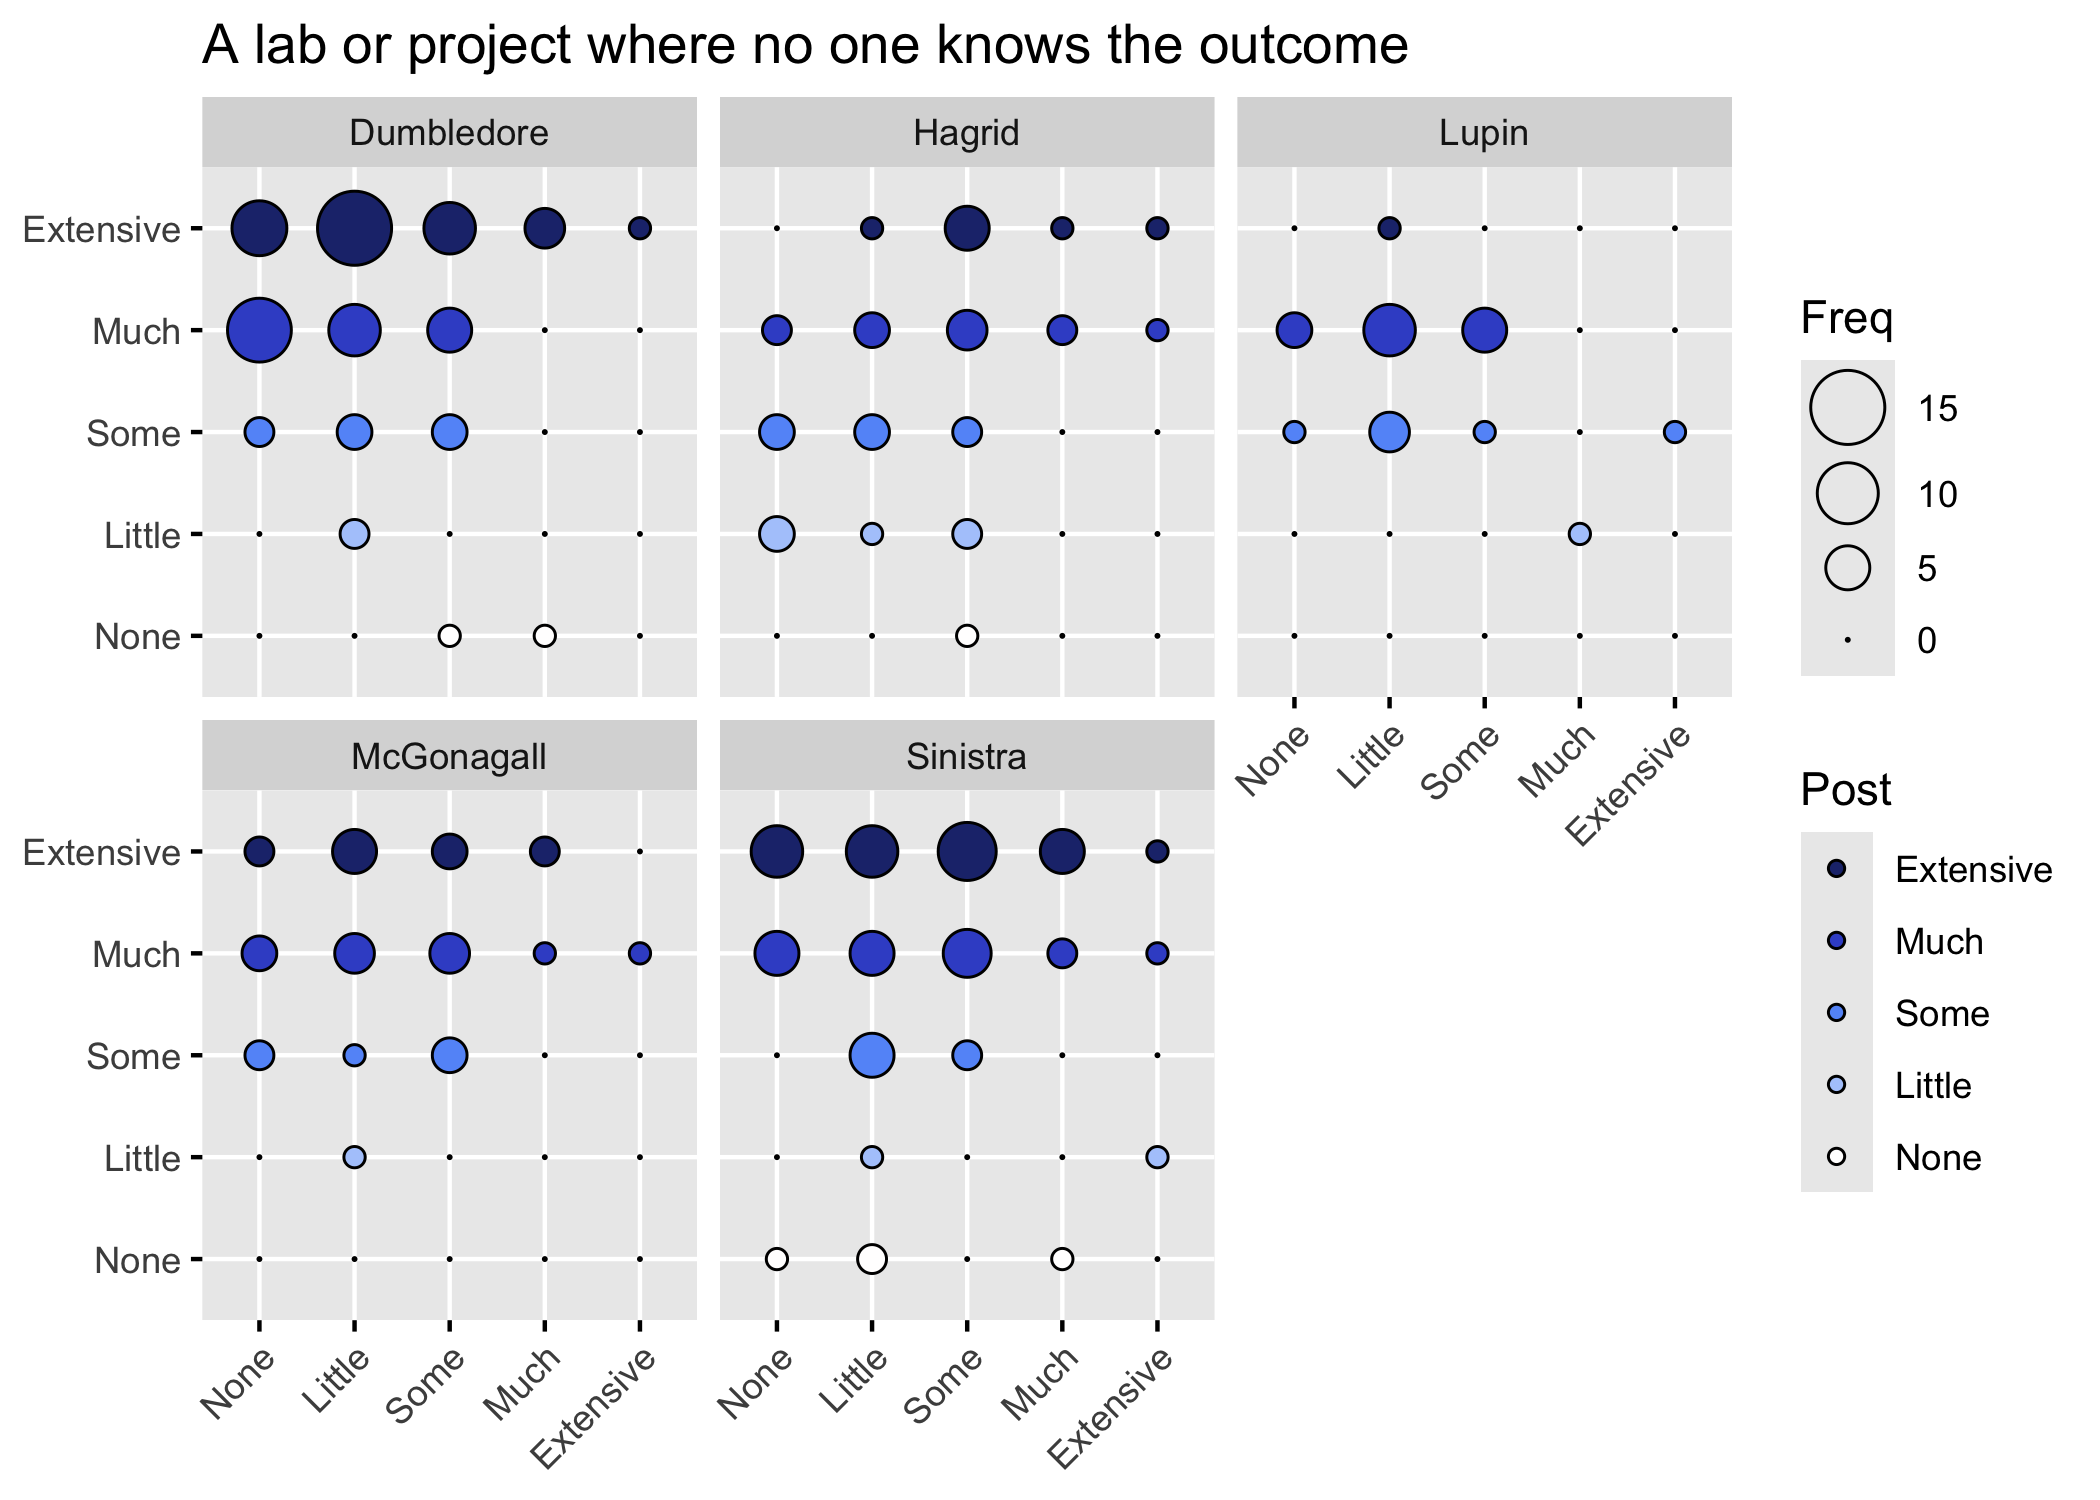 A lab or project where no one knows the outcome
Dumbledore
Hagrid
Lupin
Extensive
Much
Some
Little
None
None
Little
Some
Much
Extensive
McGonagall
Sinistra
Extensive
Much
Some
Little
None
None
Little
Some
Much
Extensive
None
Little
Some
Much
Extensive
Freq
15
10
5
0
Post
Extensive
Much
Some
Little
None